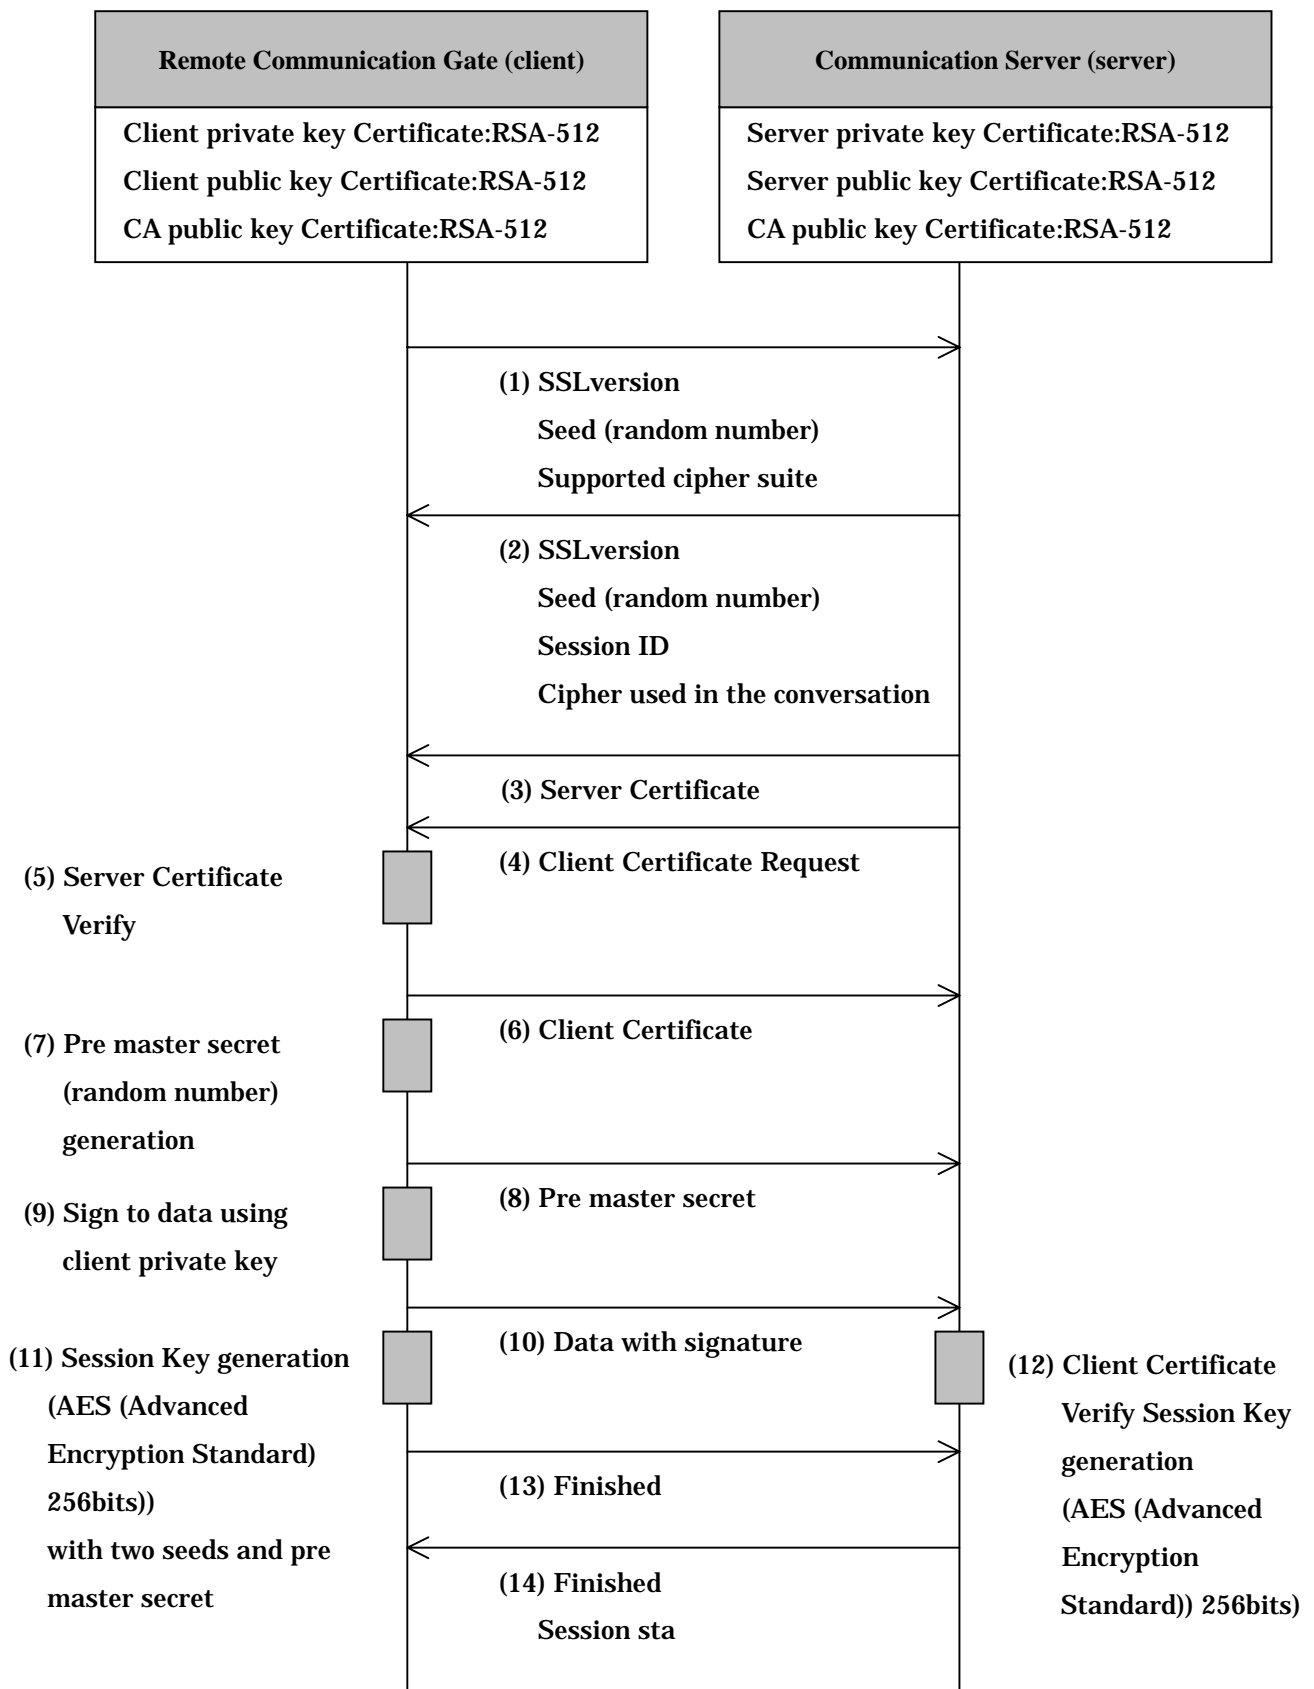 Remote Communication Gate (client)
Communication Server (server)
Client private key Certificate:RSA-512
Client public key Certificate:RSA-512
CA public key Certificate:RSA-512
Server private key Certificate:RSA-512
Server public key Certificate:RSA-512
CA public key Certificate:RSA-512
(1) SSLversion
Seed (random number)
Supported cipher suite
(2) SSLversion
Seed (random number)
Session ID
Cipher used in the conversation
(3) Server Certificate
(4) Client Certificate Request
(5) Server Certificate
Verify
(6) Client Certificate
(7) Pre master secret
(random number)
generation
(8) Pre master secret
(9) Sign to data using
client private key
(10) Data with signature
(11) Session Key generation
(AES (Advanced
Encryption Standard)
256bits))
with two seeds and pre
master secret
(12) Client Certificate
Verify Session Key
generation
(AES (Advanced
Encryption
Standard)) 256bits)
(13) Finished
(14) Finished
Session sta